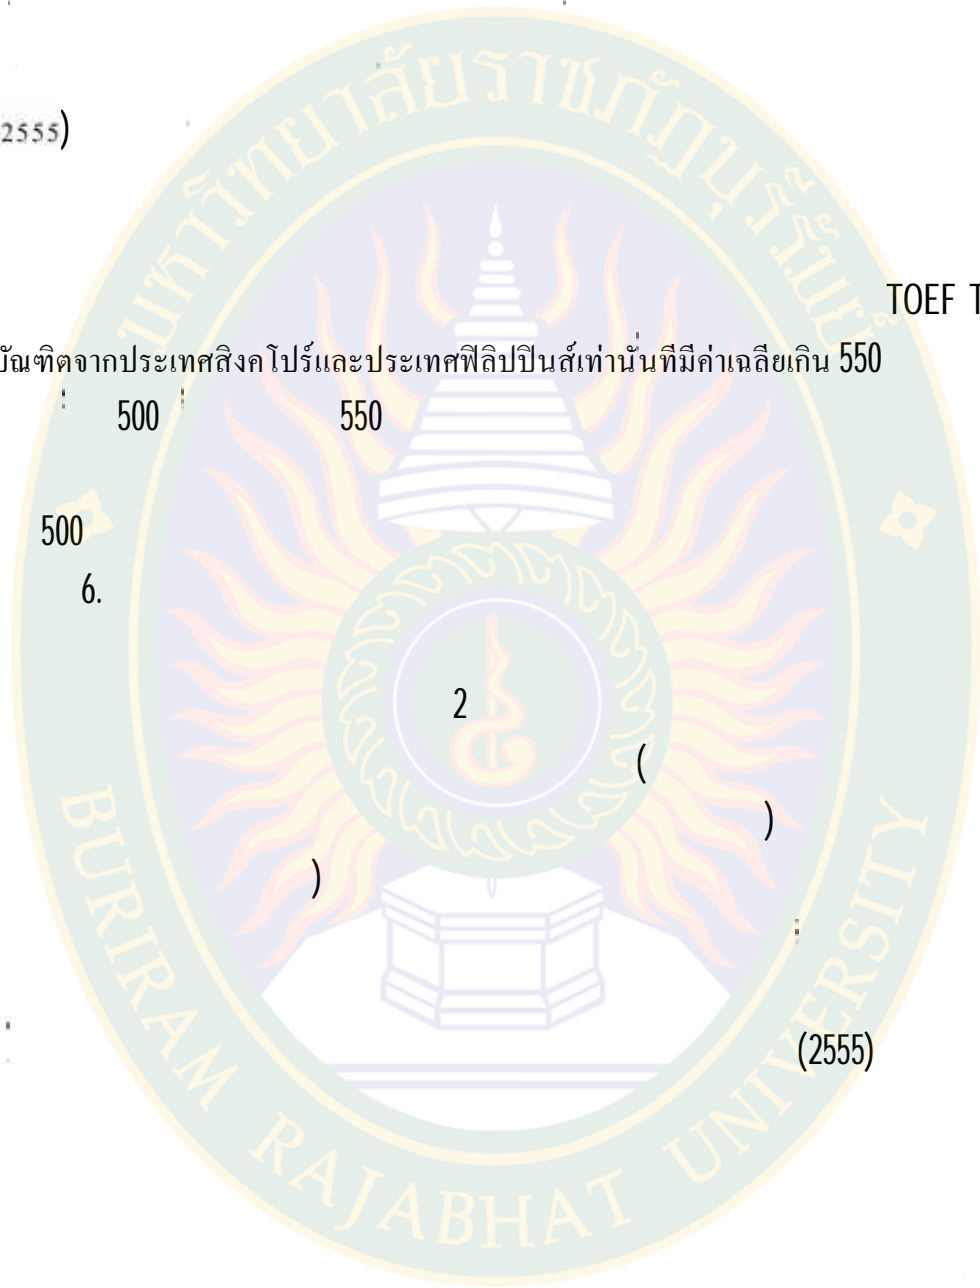 2555)
TOEF T
บัณฑิตจากประเทศสิงคโปร์และประเทศฟิลิปปินส์เท่านั้นที่มีค่าเฉลี่ยเกิน 550
500 550
500
6.
2
(
)
)
(2555)
มหาวิทยาลัยราชภัฏบุรีรัมย์
BURIRAM RAJABHAT UNIVERSITY